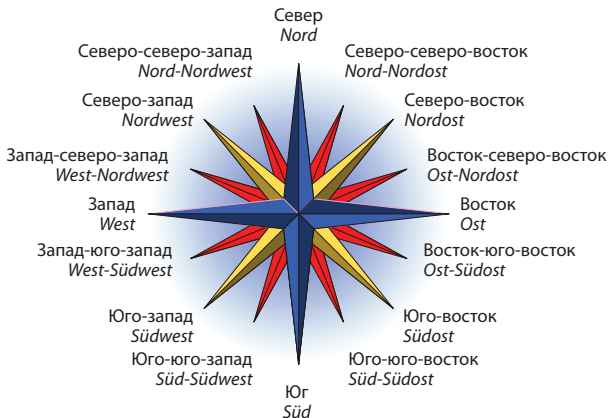 Север
Nord
Северо-северо-запад
Nord-Nordwest
Северо-северо-восток
Nord-Nordost
Северо-запад
Nordwest
Северо-восток
Nordost
Запад-северо-запад
West-Nordwest
Восток-северо-восток
Ost-Nordost
Запад
West
Восток
Ost
Запад-юго-запад
West-Südwest
Восток-юго-восток
Ost-Südost
Юго-запад
Südwest
Юго-восток
Südost
Юго-юго-запад
Süd-Südwest
Юго-юго-восток
Süd-Südost
Юг
Süd